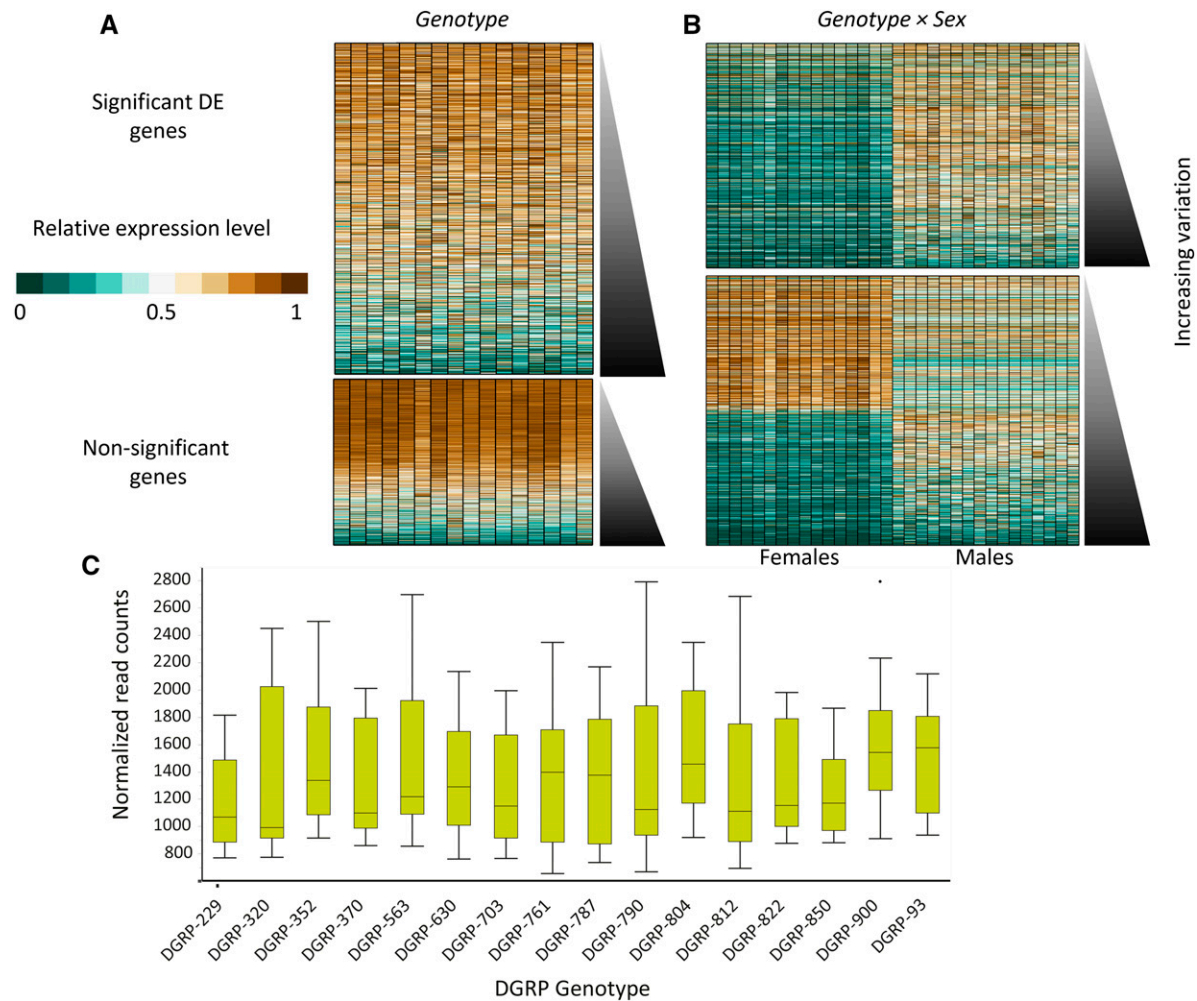 A
Genotype
B
Genotype × Sex
Significant DE
genes
Relative expression level
0
0.5
1
Non-significant
genes
Increasing variation
Females
Males
C
Normalized read counts
2800
2600
2400
2200
2000
1800
1600
1400
1200
1000
800
DGRP-229
DGRP-320
DGRP-352
DGRP-370
DGRP-563
DGRP-630
DGRP-703
DGRP-761
DGRP-787
DGRP-790
DGRP-804
DGRP-812
DGRP-822
DGRP-850
DGRP-900
DGRP-93
DGRP Genotype